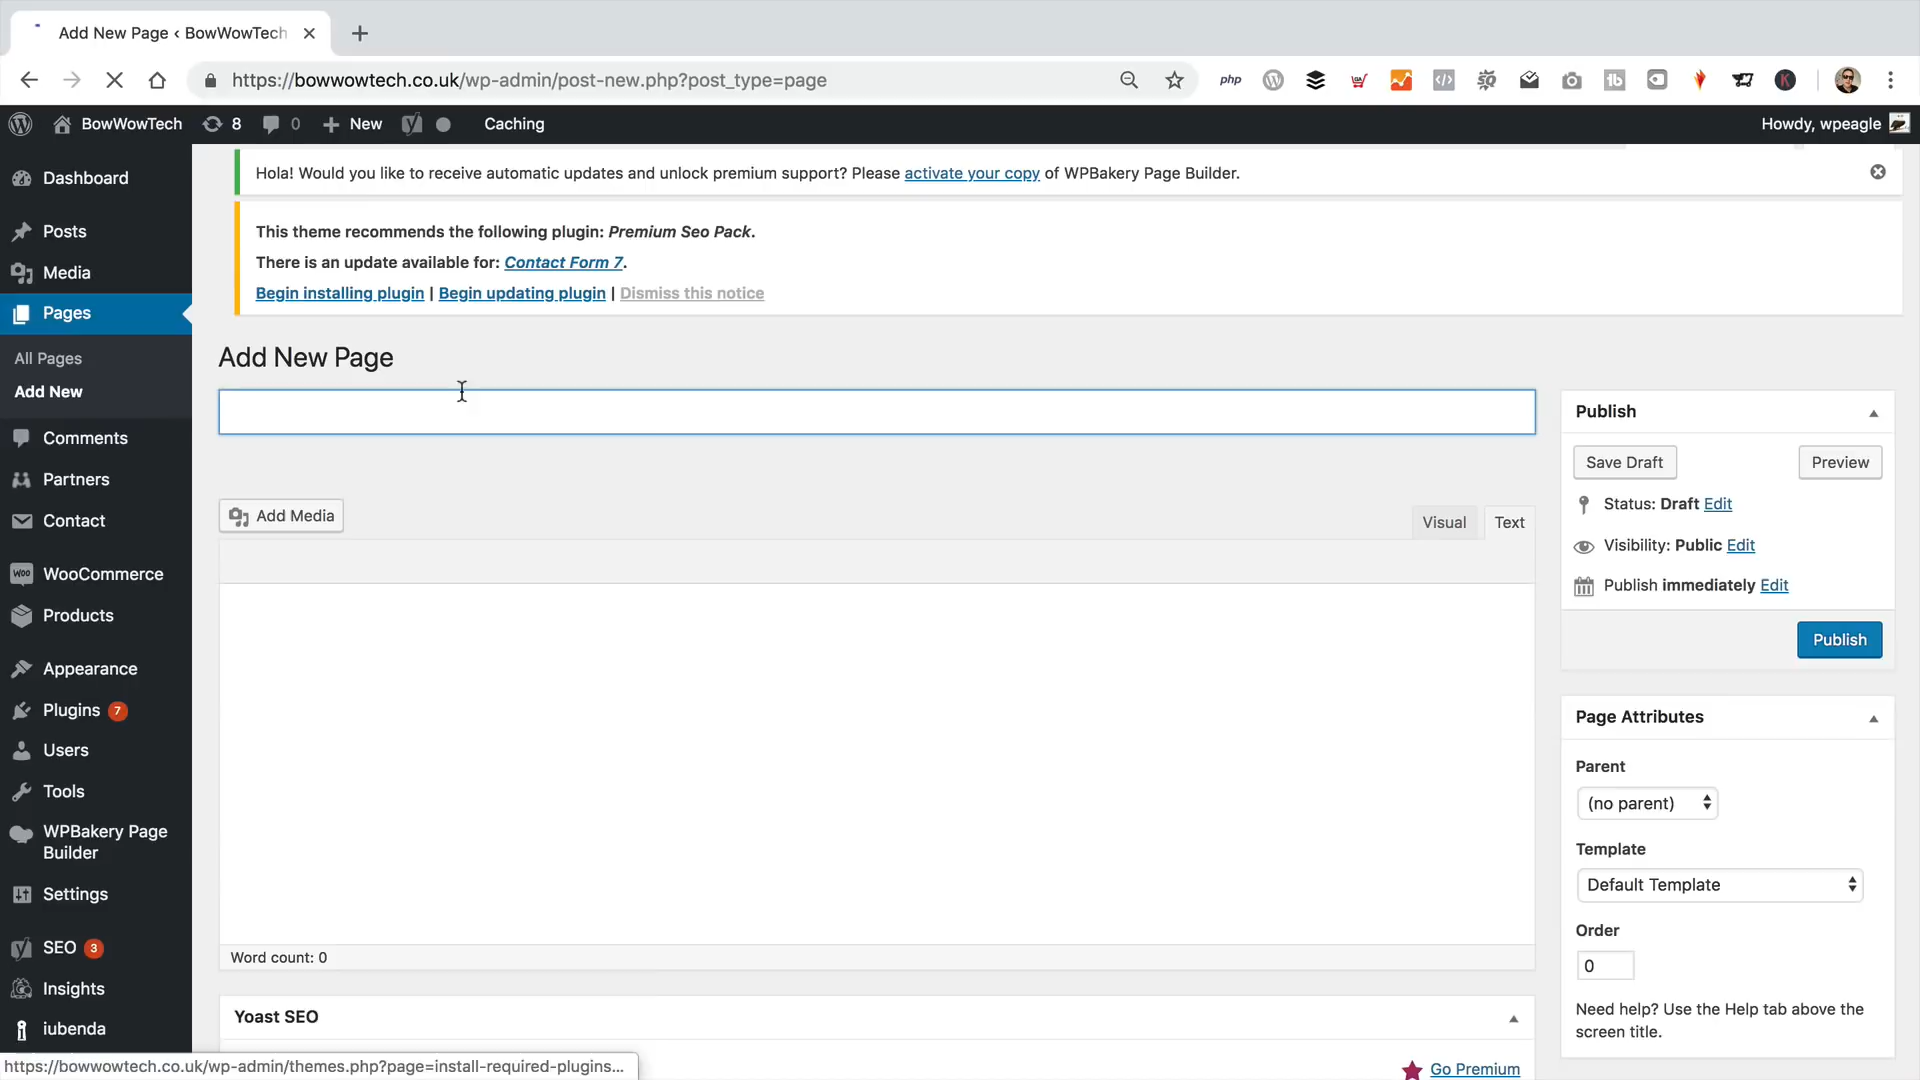 Add New Page ‹ BowWowTech
https://bowwowtech.co.uk/wp-admin/post-new.php?post_type=page
php
BowWowTech
8
0
New
Caching
Howdy, wpeagle
Hola! Would you like to receive automatic updates and unlock premium support? Please activate your copy of WPBakery Page Builder.
This theme recommends the following plugin: Premium Seo Pack.
There is an update available for: Contact Form 7.
Begin installing plugin | Begin updating plugin | Dismiss this notice
Dashboard
Posts
Media
Pages
All Pages
Add New
Comments
Partners
Contact
WOO
WooCommerce
Products
Appearance
Plugins 7
Users
Tools
WPBakery Page
Builder
Settings
SEO 3
Insights
iubenda
Add New Page
Add Media
Visual
Text
Word count: 0
Yoast SEO
Go Premium
Publish
Save Draft
Preview
Status: Draft Edit
Visibility: Public Edit
Publish immediately Edit
Publish
Page Attributes
Parent
(no parent)
Template
Default Template
Order
0
Need help? Use the Help tab above the
screen title.
https://bowwowtech.co.uk/wp-admin/themes.php?page=install-required-plugins...